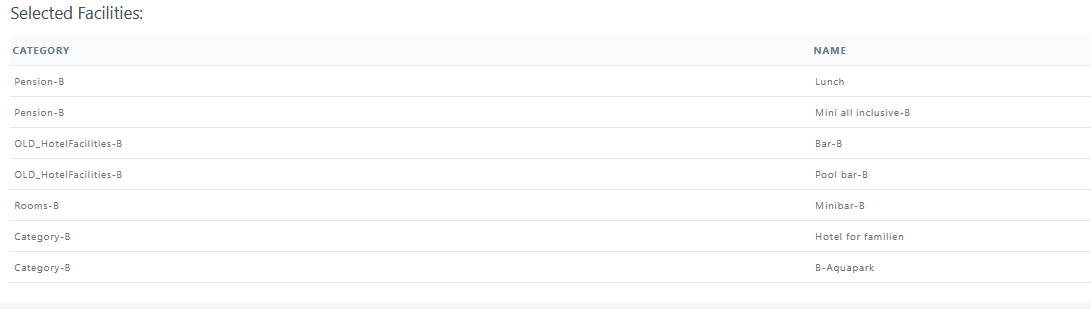 Selected Facilities:
CATEGORY NAME
Pension-B Lunch
Pension-B Mini all inclusive-B
OLD_HotelFacilities-B Bar-B
OLD_HotelFacilities-B Pool bar-B
Rooms-B Minibar-B
Category-B Hotel for familien
Category-B B-Aquapark